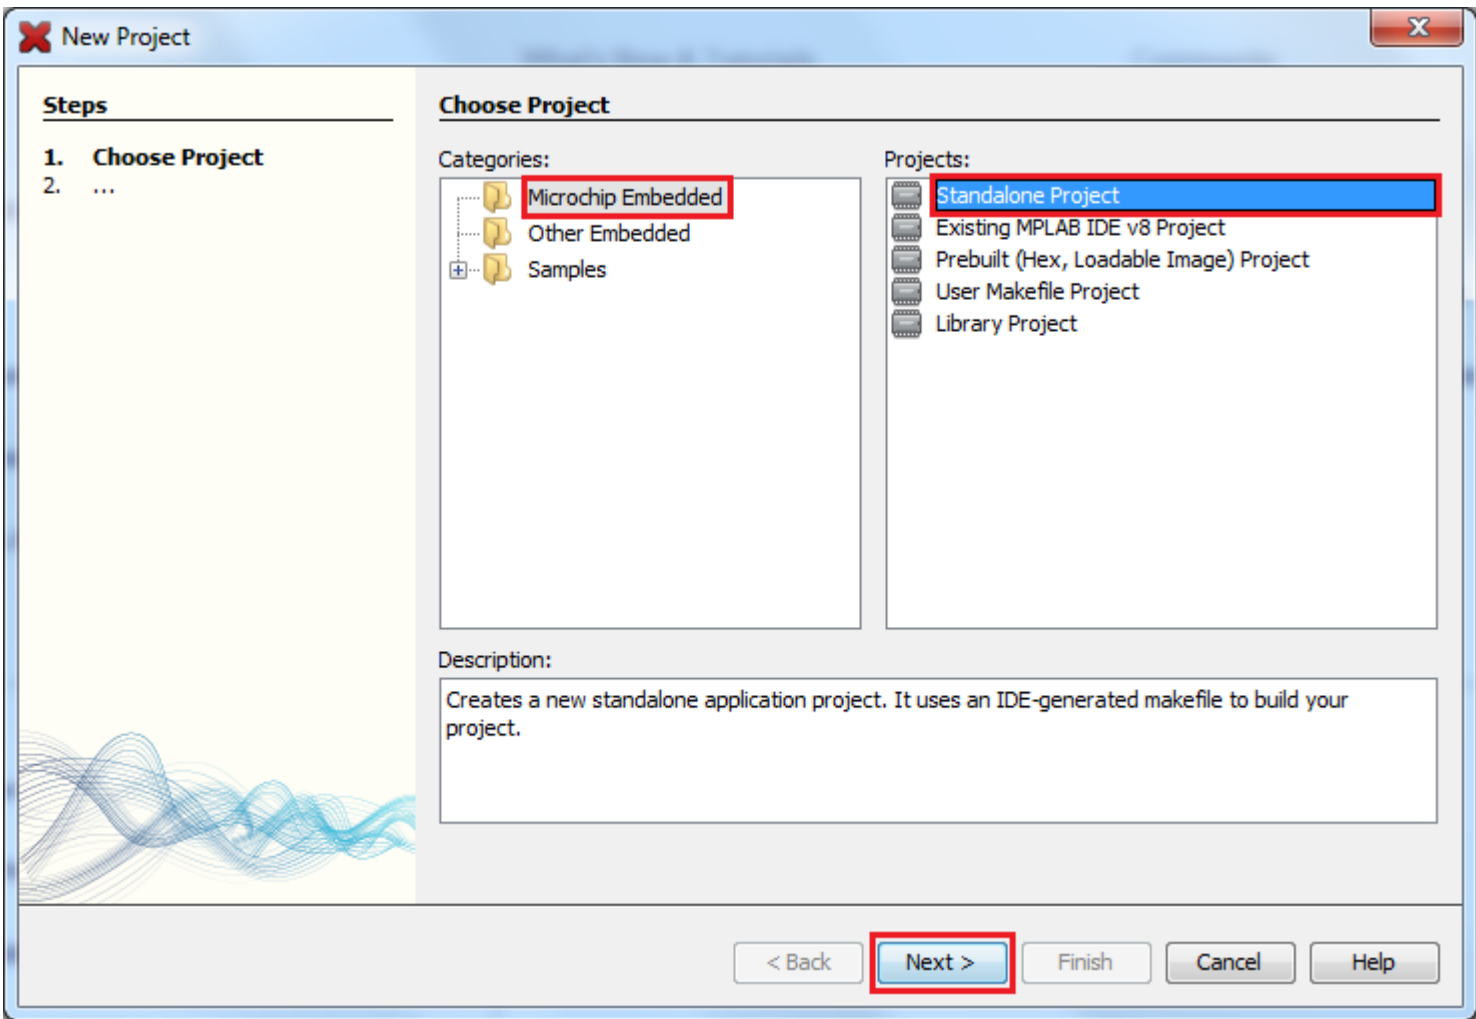 New Project
Steps
1. Choose Project
2. ...
Choose Project
Categories:
Microchip Embedded
Other Embedded
Samples
Projects:
Standalone Project
Existing MPLAB IDE v8 Project
Prebuilt (Hex, Loadable Image) Project
User Makefile Project
Library Project
Description:
Creates a new standalone application project. It uses an IDE-generated makefile to build your
project.
< Back
Next >
Finish
Cancel
Help